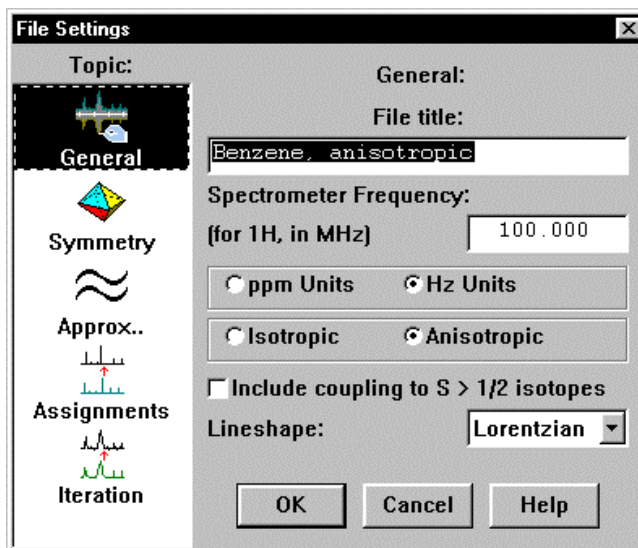 File Settings
Topic:
General
Symmetry
Approx..
Assignments
Iteration
General:
File title:
Benzene, anisotropic
Spectrometer Frequency:
(for 1H, in MHz) 100.000
ppm Units Hz Units
Isotropic Anisotropic
Include coupling to S > 1/2 isotopes
Lineshape: Lorentzian
OK Cancel Help